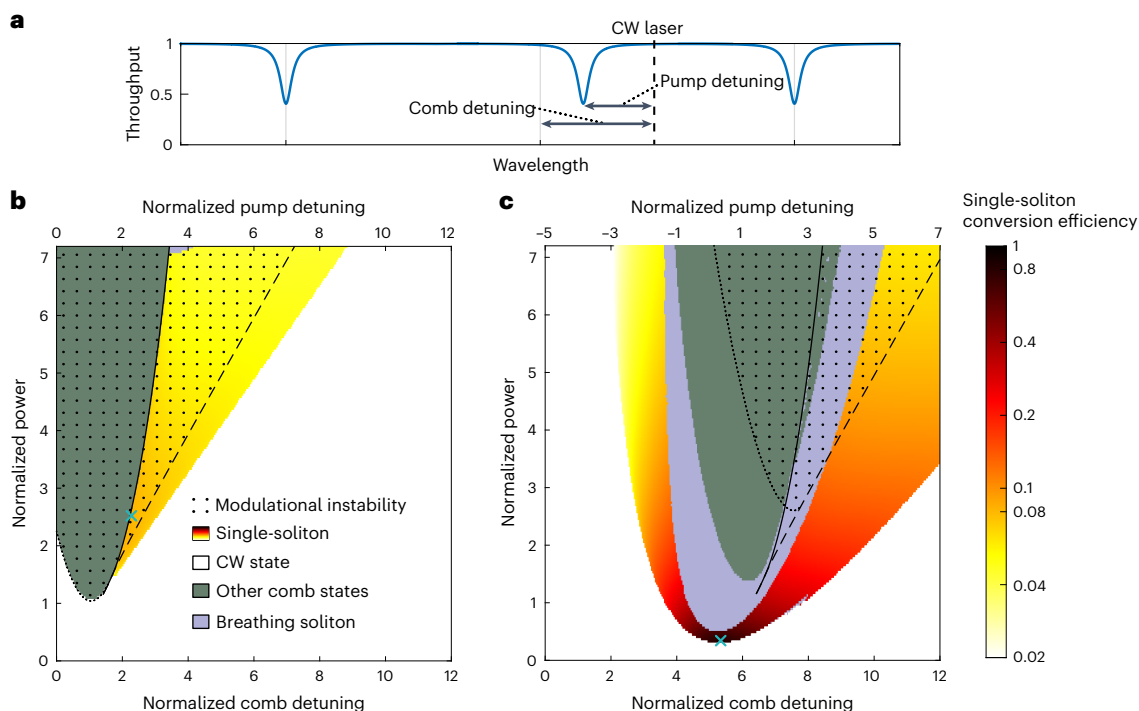 a
CW laser
Throughput
1
0.5
0
Pump detuning
Comb detuning
Wavelength
b
Normalized pump detuning
0 2 4 6 8 10 12
Normalized power
7
6
5
4
3
2
1
0
Modulational instability
Single-soliton
CW state
Other comb states
Breathing soliton
0 2 4 6 8 10 12
Normalized comb detuning
c
Normalized pump detuning
−5 −3 −1 1 3 5 7
Normalized power
7
6
5
4
3
2
1
0
0 2 4 6 8 10 12
Normalized comb detuning
Single-soliton
conversion efficiency
1
0.8
0.4
0.2
0.1
0.08
0.04
0.02